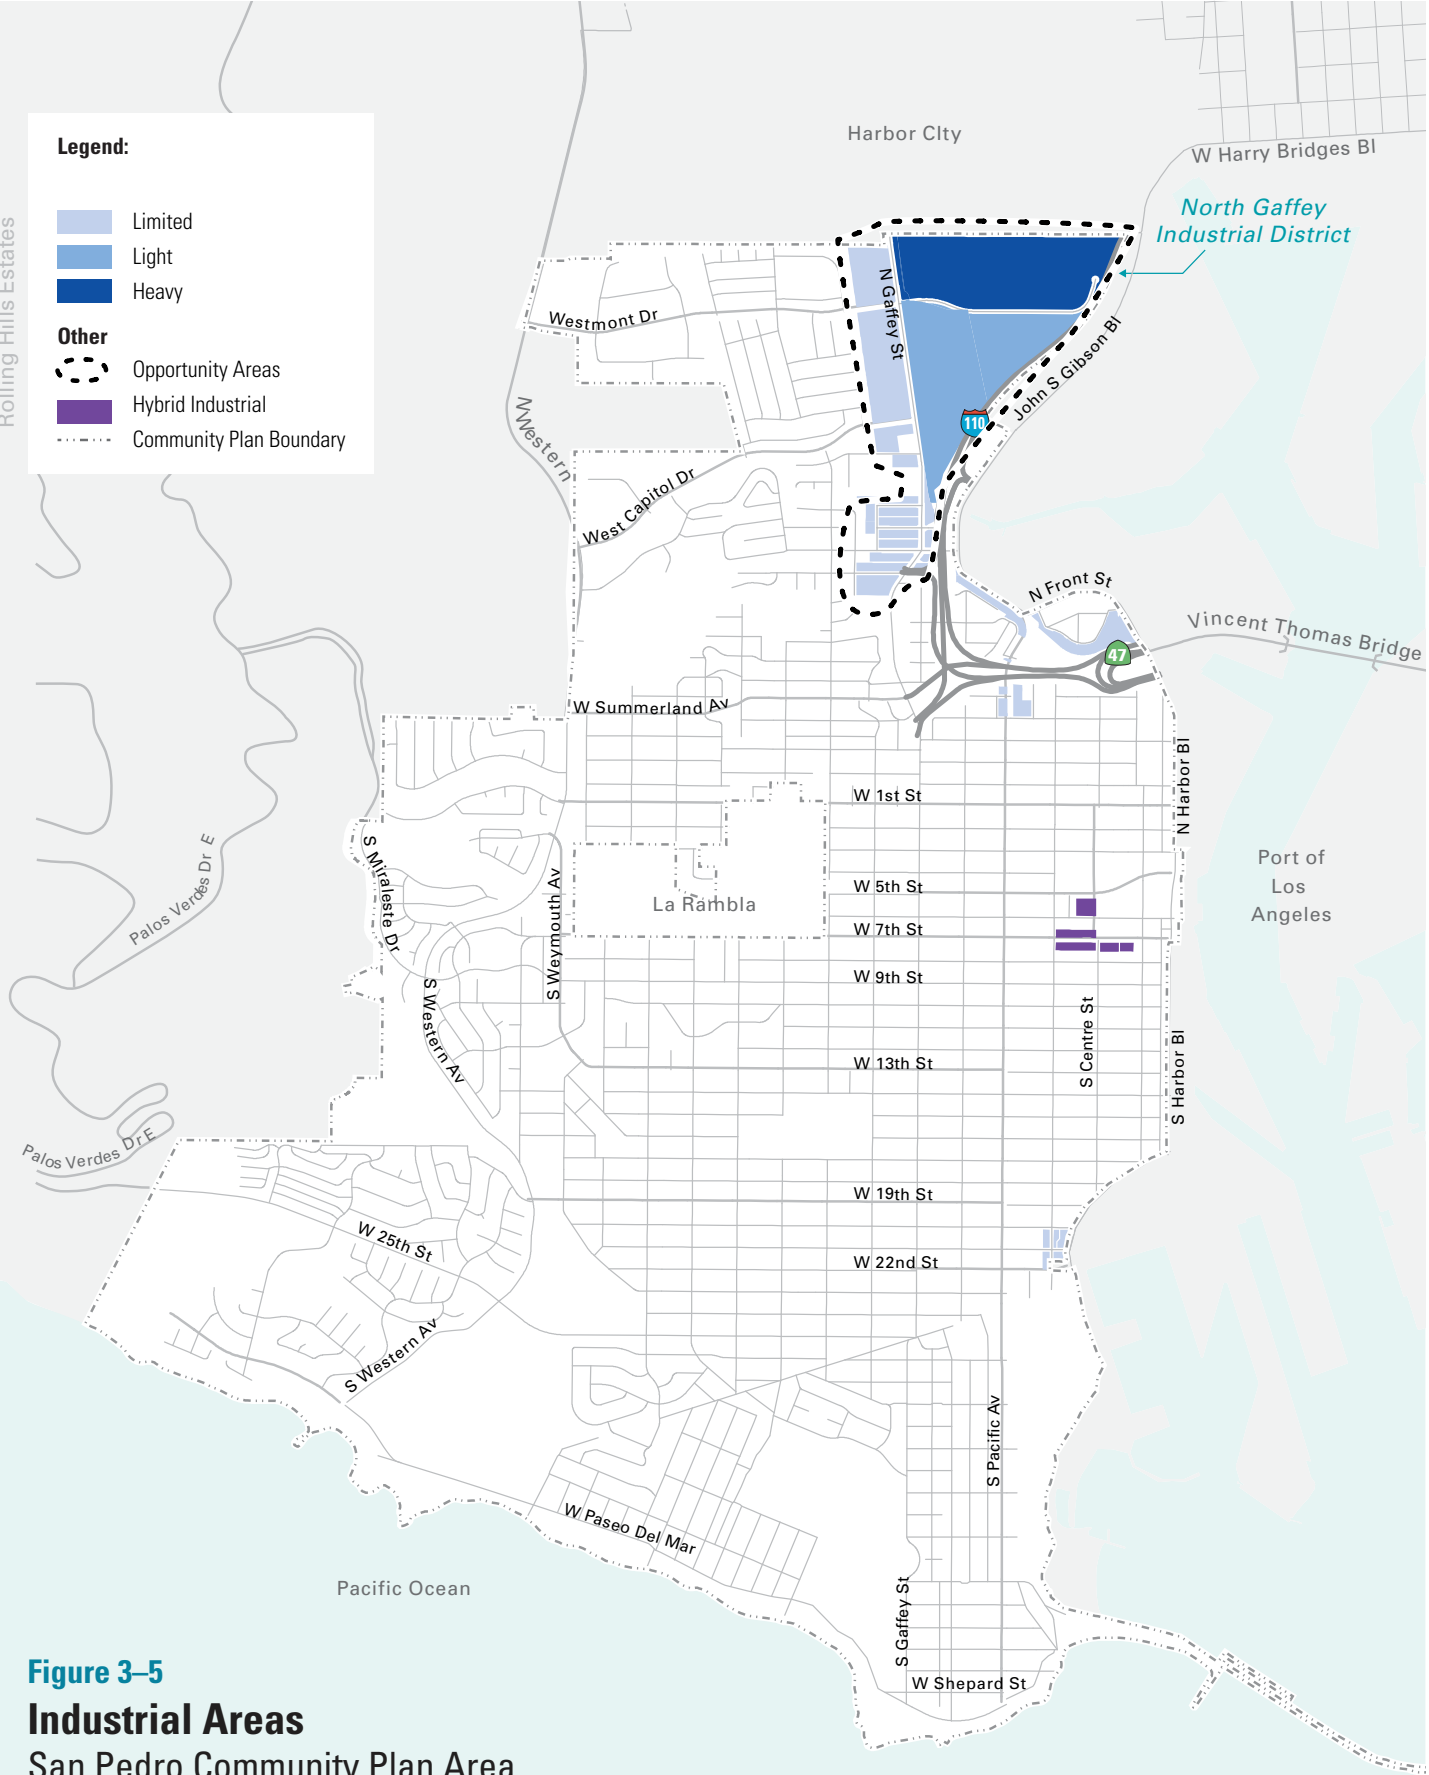 Harbor CIty
W Harry Bridges Bl
North Gaffey
Industrial District
Legend:
Limited
Light
Heavy
Other
Opportunity Areas
Hybrid Industrial
Community Plan Boundary
Rolling Hills Estates
N Gaffey St
Westmont Dr
John S Gibson Bl
110
N Western
West Capitol Dr
N Front St
Vincent Thomas Bridge
47
W Summerland Av
N Harbor Bl
W 1st St
S Miraleste Dr
Palos Verdes Dr E
Port of
Los
Angeles
W 5th St
La Rambla
S Weymouth Av
W 7th St
W 9th St
S Western Av
S Centre St
S Harbor Bl
W 13th St
Palos Verdes Dr E
W 19th St
W 25th St
W 22nd St
S Western Av
S Pacific Av
W Paseo Del Mar
Pacific Ocean
S Gaffey St
W Shepard St
Figure 3–5
Industrial Areas
San Pedro Community Plan Area